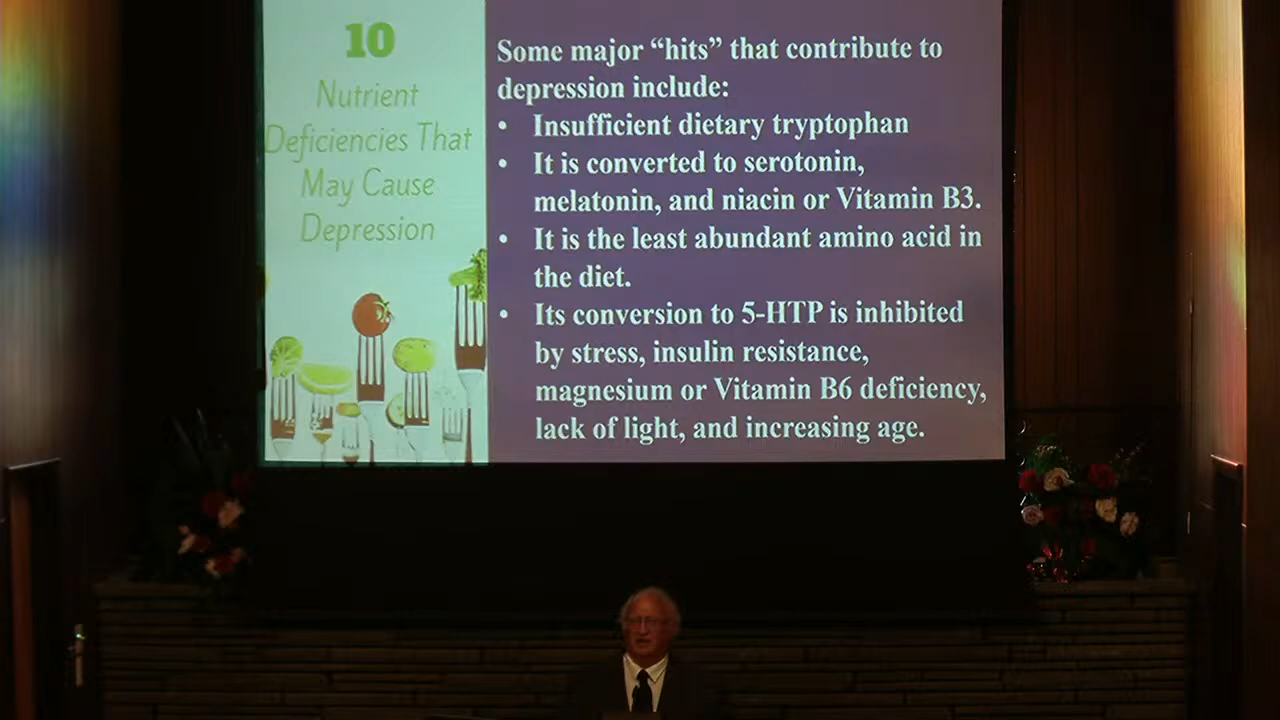 10
Nutrient
Deficiencies That
May Cause
Depression
Some major “hits” that contribute to
depression include:
• Insufficient dietary tryptophan
• It is converted to serotonin,
melatonin, and niacin or Vitamin B3.
• It is the least abundant amino acid in
the diet.
• Its conversion to 5-HTP is inhibited
by stress, insulin resistance,
magnesium or Vitamin B6 deficiency,
lack of light, and increasing age.